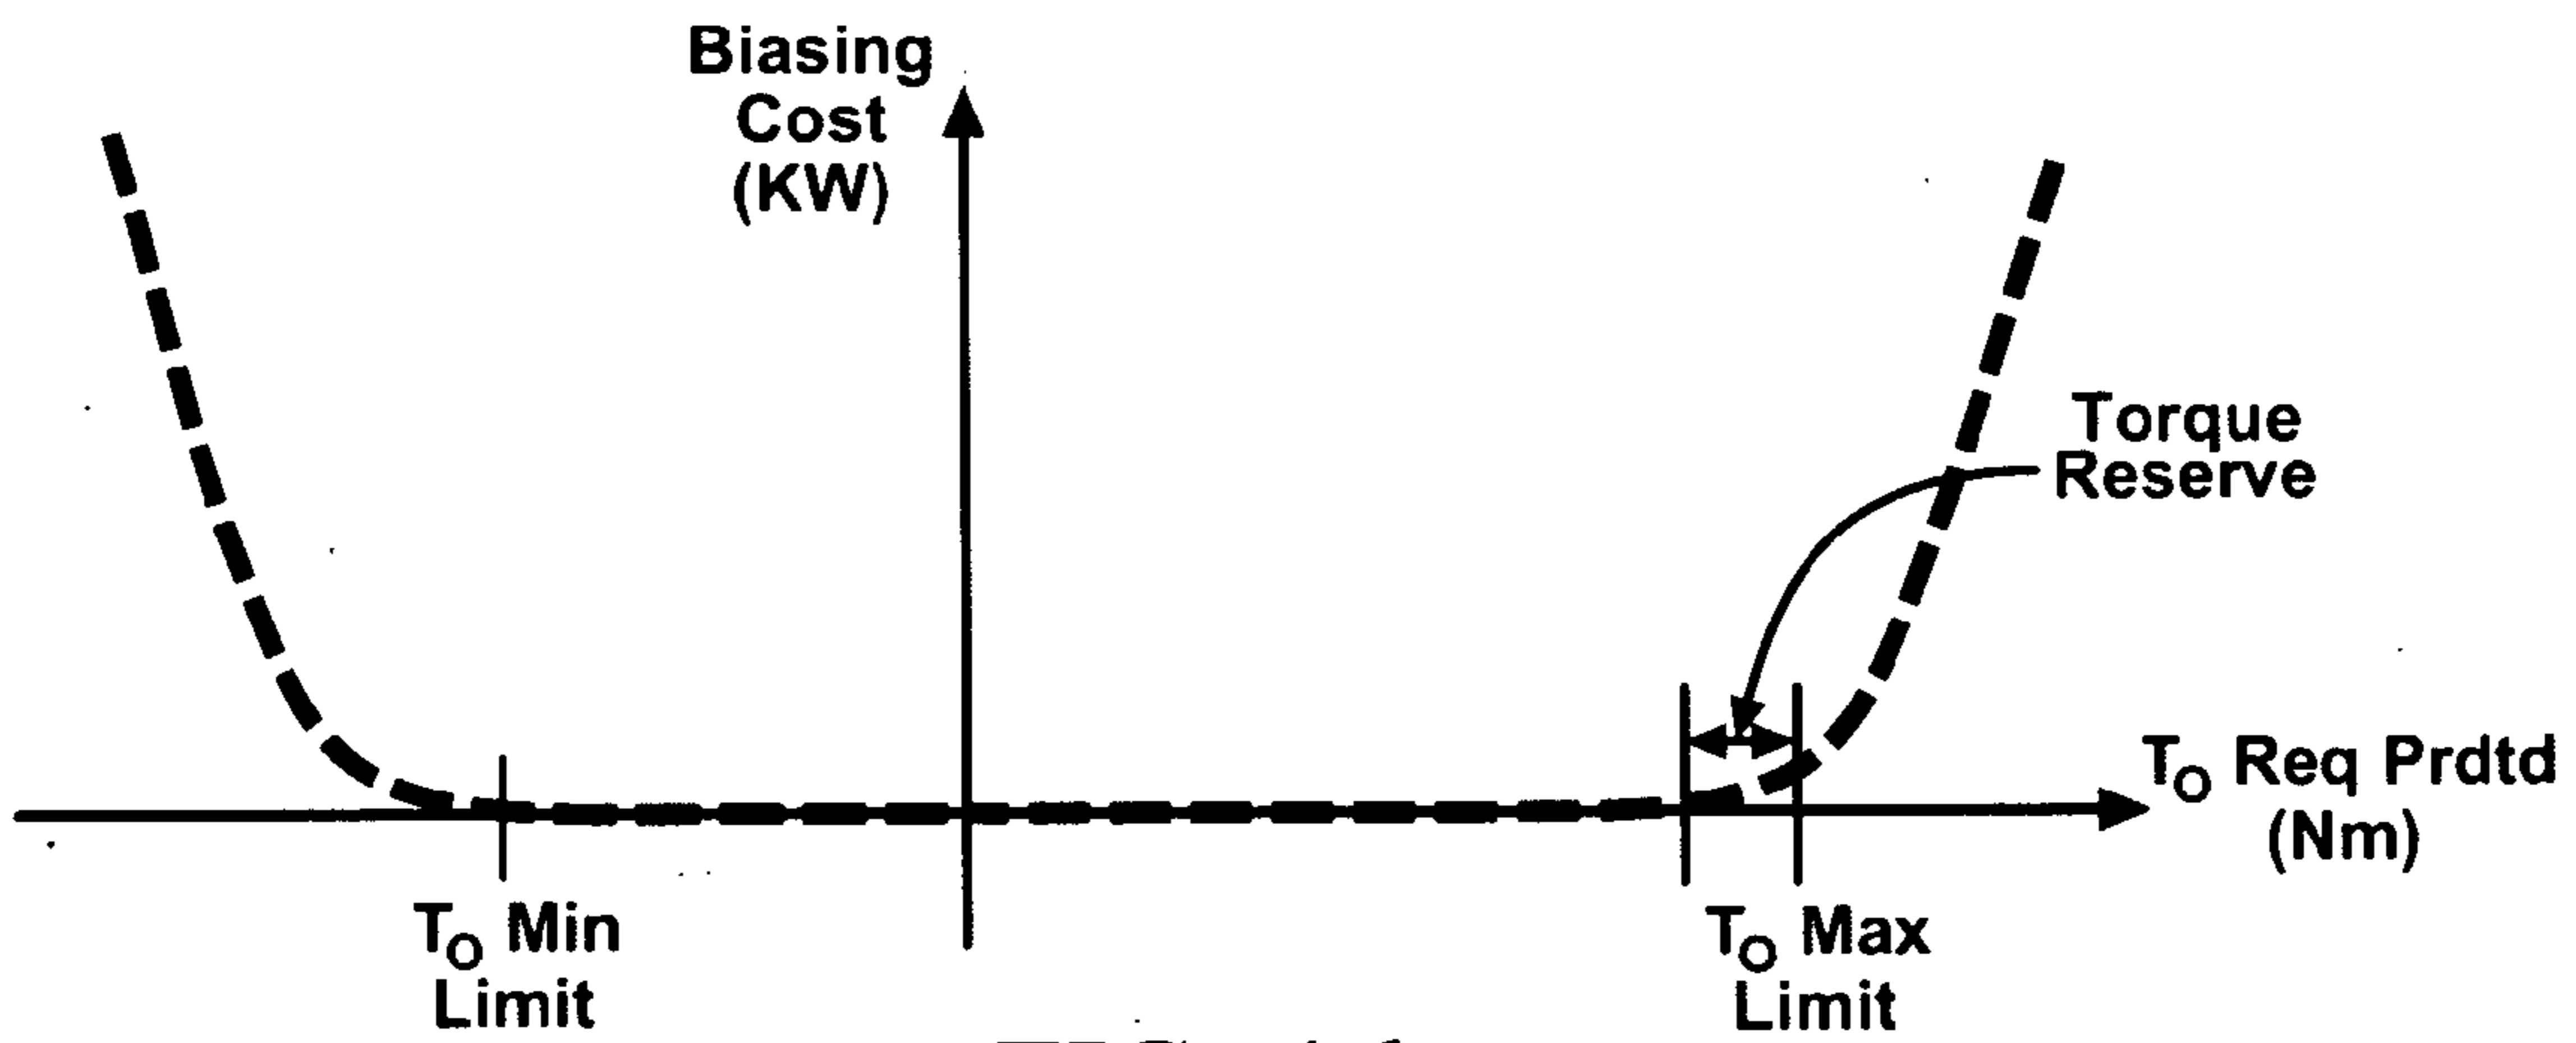 Biasing
Cost
(KW)
Torque
Reserve
TO Req Prdtd
(Nm)
TO Min
Limit
TO Max
Limit